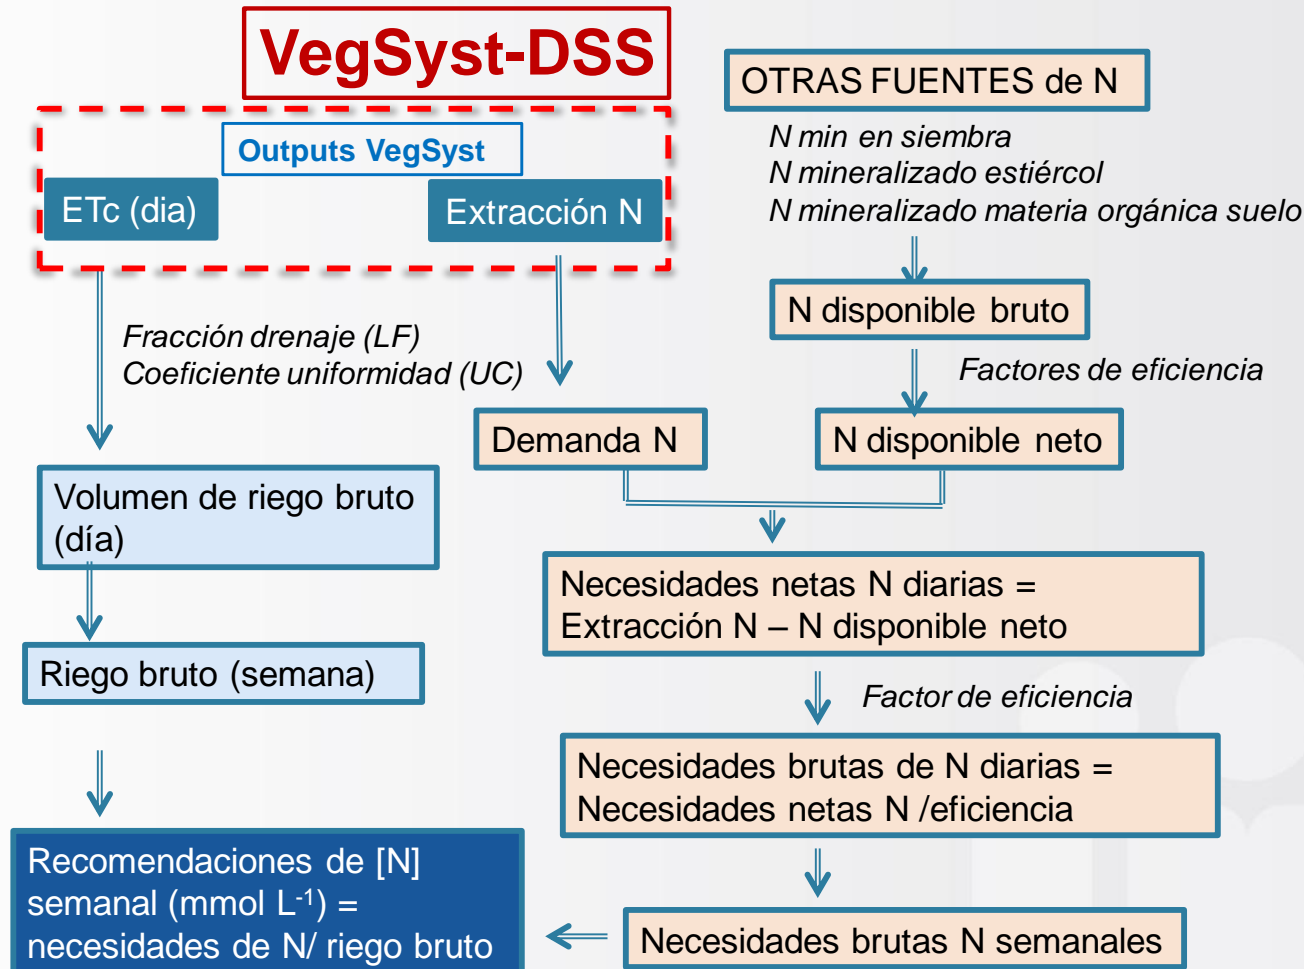 VegSyst-DSS
Outputs VegSyst
ETc (dia)
Extracción N
Fracción drenaje (LF)
Coeficiente uniformidad (UC)
Volumen de riego bruto
(día)
Riego bruto (semana)
OTRAS FUENTES de N
N min en siembra
N mineralizado estiércol
N mineralizado materia orgánica suelo
N disponible bruto
Factores de eficiencia
Demanda N
N disponible neto
Necesidades netas N diarias =
Extracción N – N disponible neto
Factor de eficiencia
Necesidades brutas de N diarias =
Necesidades netas N /eficiencia
Necesidades brutas N semanales
Recomendaciones de [N]
semanal (mmol L-1) =
necesidades de N/ riego bruto